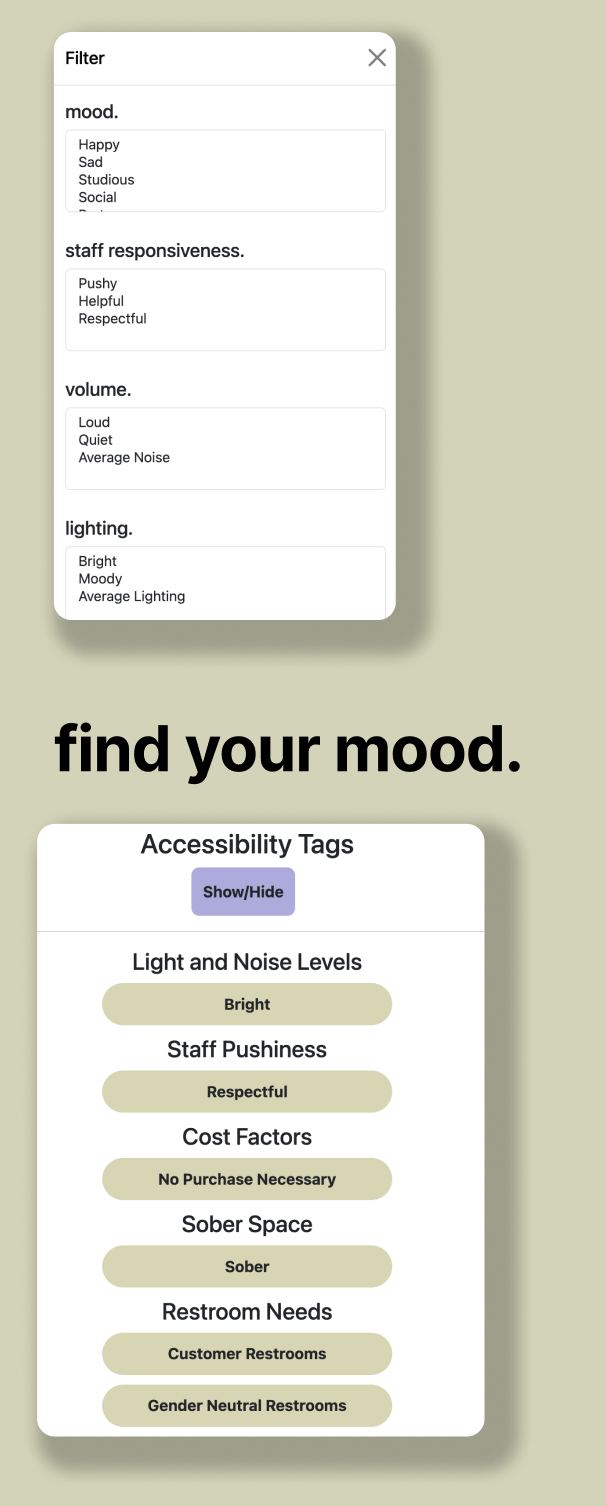 Filter
mood.
Happy
Sad
Studious
Social
staff responsiveness.
Pushy
Helpful
Respectful
volume.
Loud
Quiet
Average Noise
lighting.
Bright
Moody
Average Lighting
find your mood.
Accessibility Tags
Show/Hide
Light and Noise Levels
Bright
Staff Pushiness
Respectful
Cost Factors
No Purchase Necessary
Sober Space
Sober
Restroom Needs
Customer Restrooms
Gender Neutral Restrooms